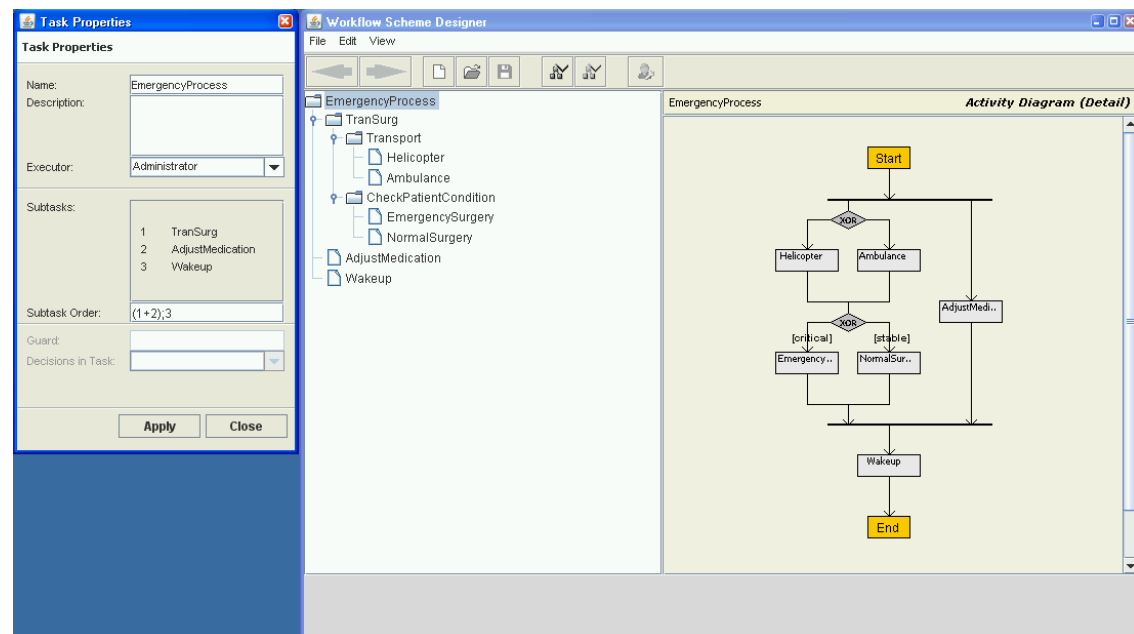 Task Properties
Task Properties
Name: EmergencyProcess
Description:
Executor: Administrator
Subtasks:
1 TranSurg
2 AdjustMedication
3 Wakeup
Subtask Order: (1+2);3
Guard:
Decisions in Task:
Apply Close
Workflow Scheme Designer
File Edit View
EmergencyProcess
TranSurg
Transport
Helicopter
Ambulance
CheckPatientCondition
EmergencySurgery
NormalSurgery
AdjustMedication
Wakeup
EmergencyProcess Activity Diagram (Detail)
Start
XOR
Helicopter Ambulance
AdjustMedi..
XOR
[critical] [stable]
Emergency.. NormalSur..
Wakeup
End